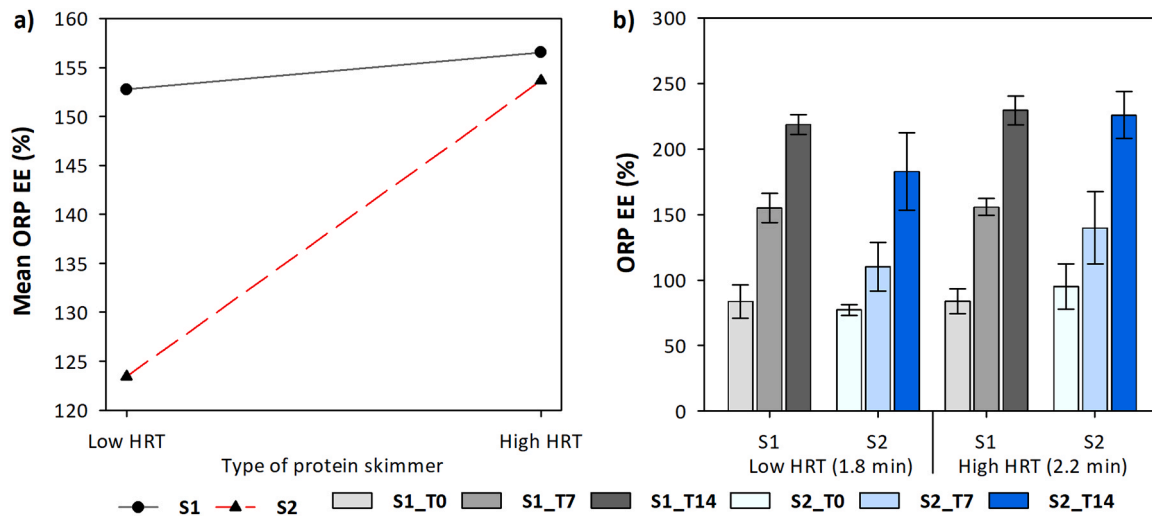 a)
160
155
150
145
140
135
130
125
120
Mean ORP EE (%)
Low HRT
High HRT
Type of protein skimmer
b)
300
250
200
150
100
50
0
ORP EE (%)
S1
S2
S1
S2
Low HRT (1.8 min)
High HRT (2.2 min)
S1
S2
S1_T0
S1_T7
S1_T14
S2_T0
S2_T7
S2_T14